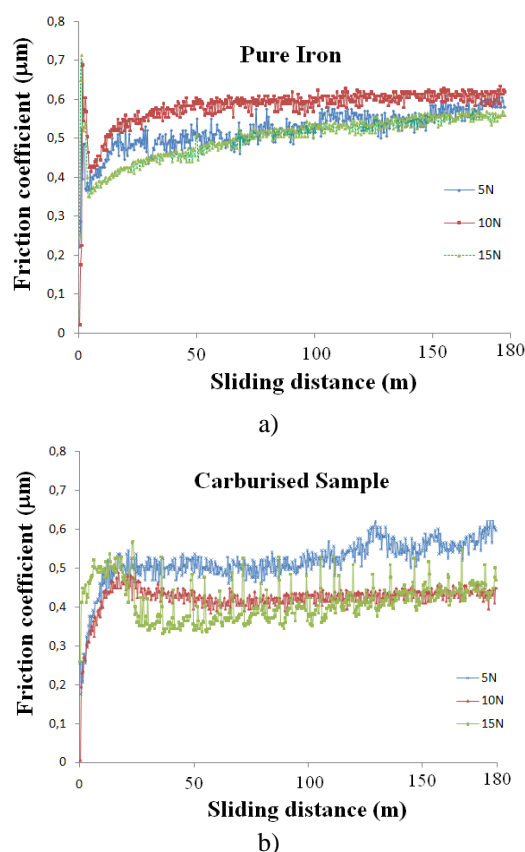 Pure Iron
Friction coefficient (μm)
0,8
0,7
0,6
0,5
0,4
0,3
0,2
0,1
0
5N
10N
15N
0
50
100
150
180
Sliding distance (m)
a)
Carburised Sample
Friction coefficient (μm)
0,8
0,7
0,6
0,5
0,4
0,3
0,2
0,1
0
5N
10N
15N
0
50
100
150
180
Sliding distance (m)
b)